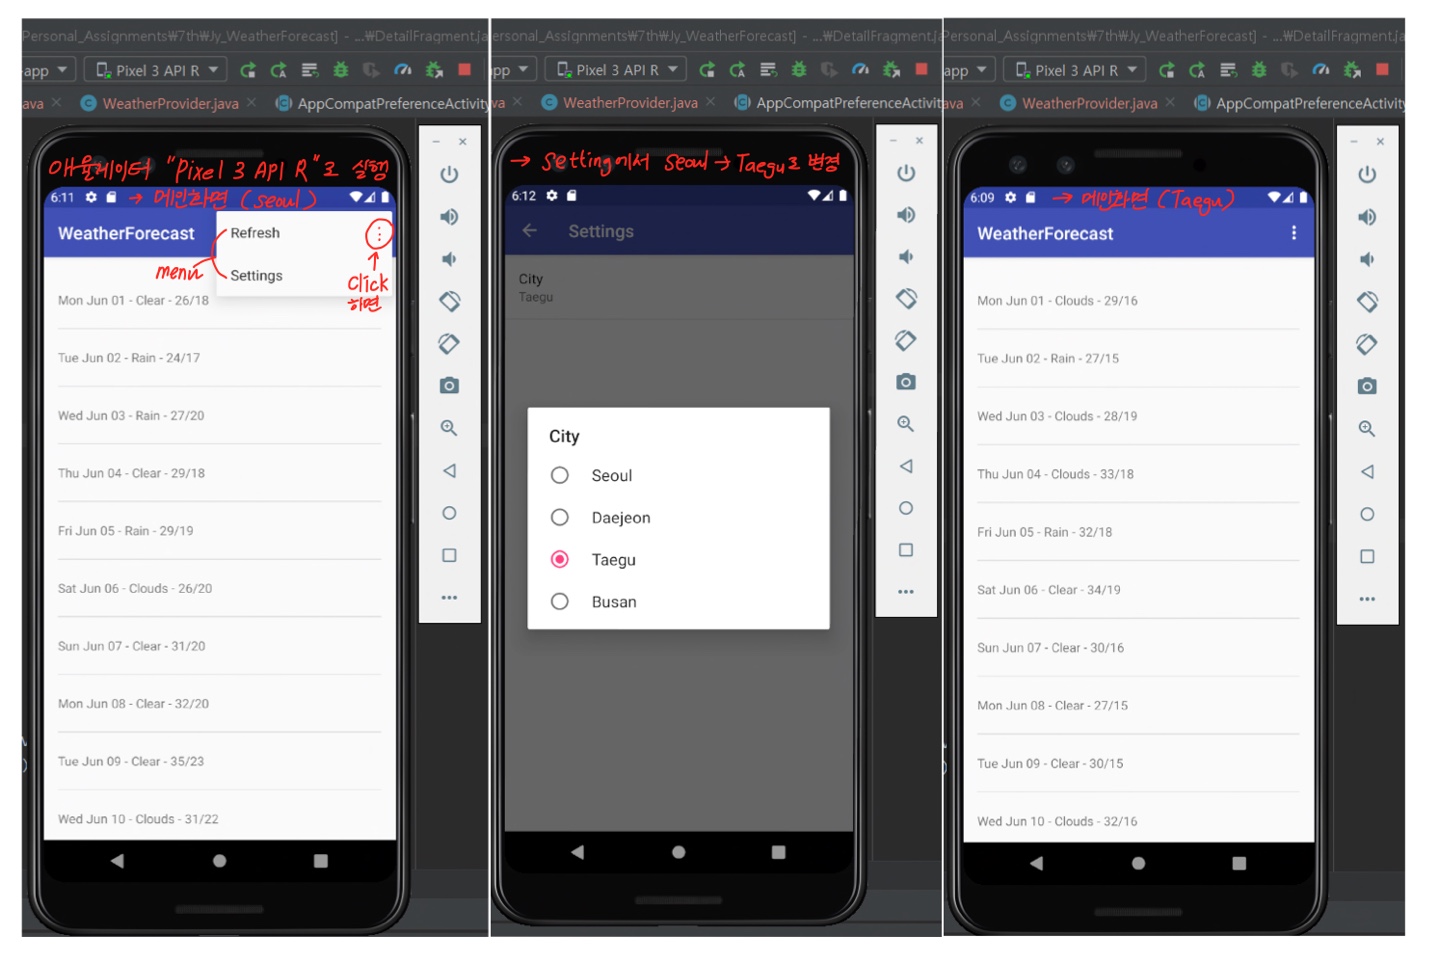 Personal_Assignments₩7th₩Jy_WeatherForecast] - ...₩DetailFragment.ja
app
Pixel 3 API R
ava
WeatherProvider.java
AppCompatPreferenceActivity
애뮬레이터 "Pixel 3 API R"로 실행
6:11
→ 메인화면 (seoul)
WeatherForecast
Refresh
Settings
menu
click
하면
Mon Jun 01 - Clear - 26/18
Tue Jun 02 - Rain - 24/17
Wed Jun 03 - Rain - 27/20
Thu Jun 04 - Clear - 29/18
Fri Jun 05 - Rain - 29/19
Sat Jun 06 - Clouds - 26/20
Sun Jun 07 - Clear - 31/20
Mon Jun 08 - Clear - 32/20
Tue Jun 09 - Clear - 35/23
Wed Jun 10 - Clouds - 31/22
ersonal_Assignments₩7th₩Jy_WeatherForecast] - ...₩DetailFragment.ja
pp
Pixel 3 API R
va
WeatherProvider.java
AppCompatPreferenceActivit
→ Setting에서 Seoul → Taegu로 변경
6:12
Settings
City
Taegu
City
Seoul
Daejeon
Taegu
Busan
Personal_Assignments₩7th₩Jy_WeatherForecast] - ...₩DetailFragment.ja
app
Pixel 3 API R
ava
WeatherProvider.java
AppCompatPreferenceActivity
6:09
→ 메인화면 (Taegu)
WeatherForecast
Mon Jun 01 - Clouds - 29/16
Tue Jun 02 - Rain - 27/15
Wed Jun 03 - Clouds - 28/19
Thu Jun 04 - Clouds - 33/18
Fri Jun 05 - Rain - 32/18
Sat Jun 06 - Clear - 34/19
Sun Jun 07 - Clear - 30/16
Mon Jun 08 - Clear - 27/15
Tue Jun 09 - Clear - 30/15
Wed Jun 10 - Clouds - 32/16